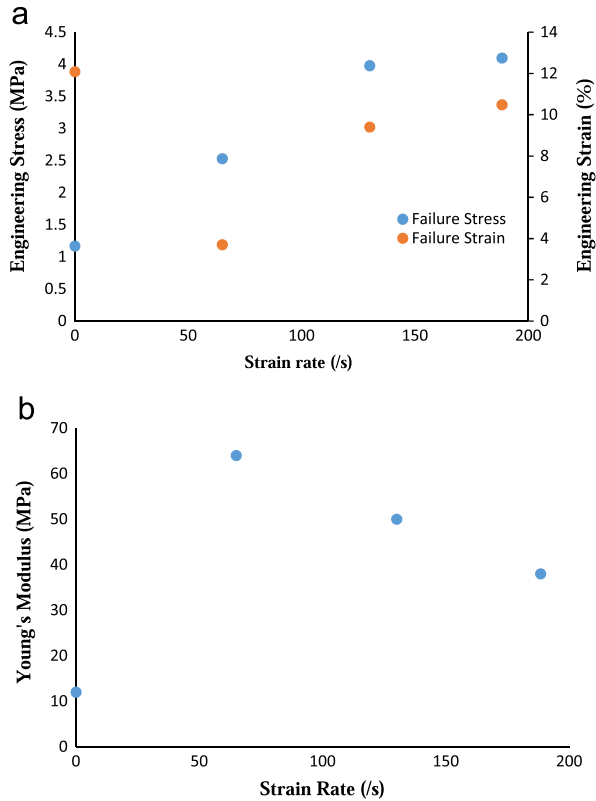 a
Engineering Stress (MPa)
4.5
4
3.5
3
2.5
2
1.5
1
0.5
0
14
12
10
8
6
4
2
0
Engineering Strain (%)
Failure Stress
Failure Strain
0 50 100 150 200
Strain rate (/s)
b
Young's Modulus (MPa)
70
60
50
40
30
20
10
0
0 50 100 150 200
Strain Rate (/s)